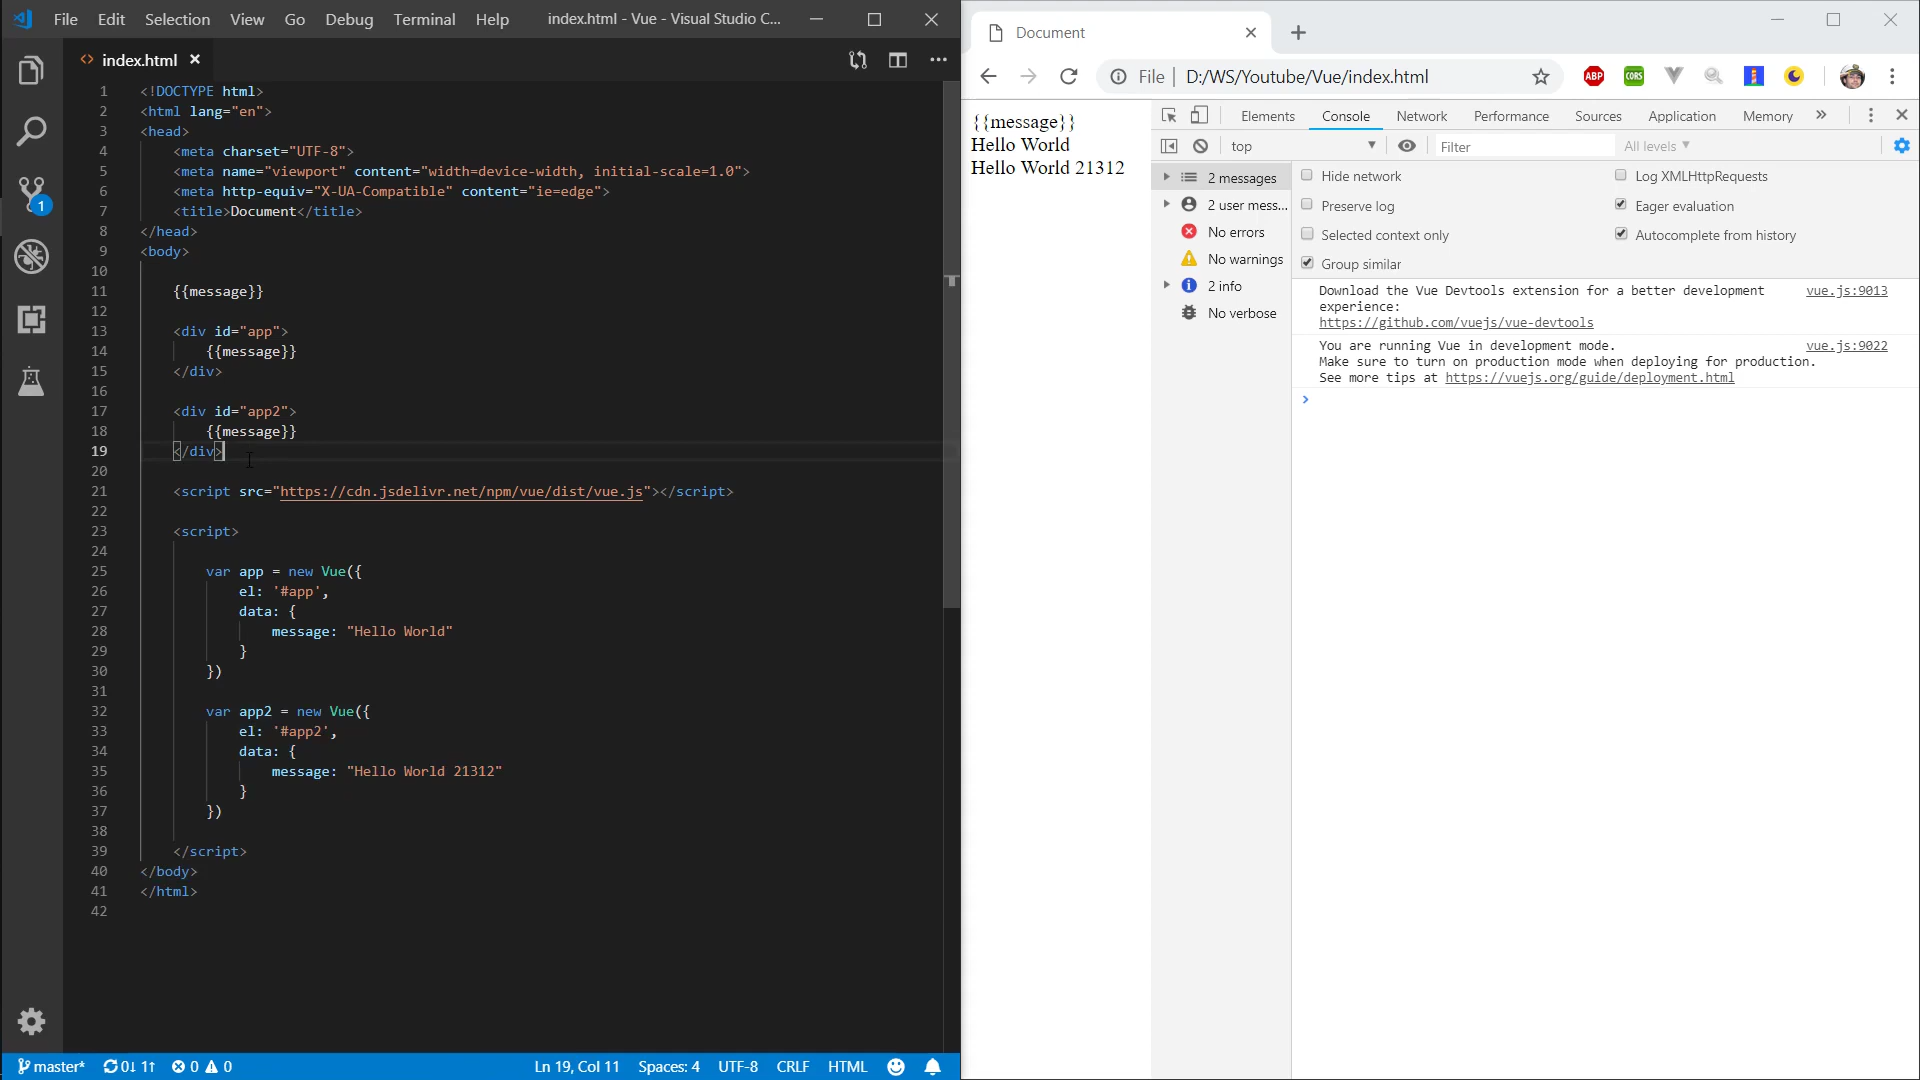 File Edit Selection View Go Debug Terminal Help index.html - Vue - Visual Studio C...
index.html
1 <!DOCTYPE html>
2 <html lang="en">
3 <head>
4 <meta charset="UTF-8">
5 <meta name="viewport" content="width=device-width, initial-scale=1.0">
6 <meta http-equiv="X-UA-Compatible" content="ie=edge">
7 <title>Document</title>
8 </head>
9 <body>
10
11 {{message}}
12
13 <div id="app">
14 {{message}}
15 </div>
16
17 <div id="app2">
18 {{message}}
19 </div>
20
21 <script src="https://cdn.jsdelivr.net/npm/vue/dist/vue.js"></script>
22
23 <script>
24
25 var app = new Vue({
26 el: '#app',
27 data: {
28 message: "Hello World"
29 }
30 })
31
32 var app2 = new Vue({
33 el: '#app2',
34 data: {
35 message: "Hello World 21312"
36 }
37 })
38
39 </script>
40 </body>
41 </html>
42
1
master* 0↓ 1↑ 0 0 Ln 19, Col 11 Spaces: 4 UTF-8 CRLF HTML
Document
File | D:/WS/Youtube/Vue/index.html
ABP CORS
{{message}}
Hello World
Hello World 21312
Elements Console Network Performance Sources Application Memory »
top Filter All levels
2 messages
2 user mess...
No errors
No warnings
2 info
No verbose
Hide network Log XMLHttpRequests
Preserve log Eager evaluation
Selected context only Autocomplete from history
Group similar
Download the Vue Devtools extension for a better development vue.js:9013
experience:
https://github.com/vuejs/vue-devtools
You are running Vue in development mode. vue.js:9022
Make sure to turn on production mode when deploying for production.
See more tips at https://vuejs.org/guide/deployment.html
>